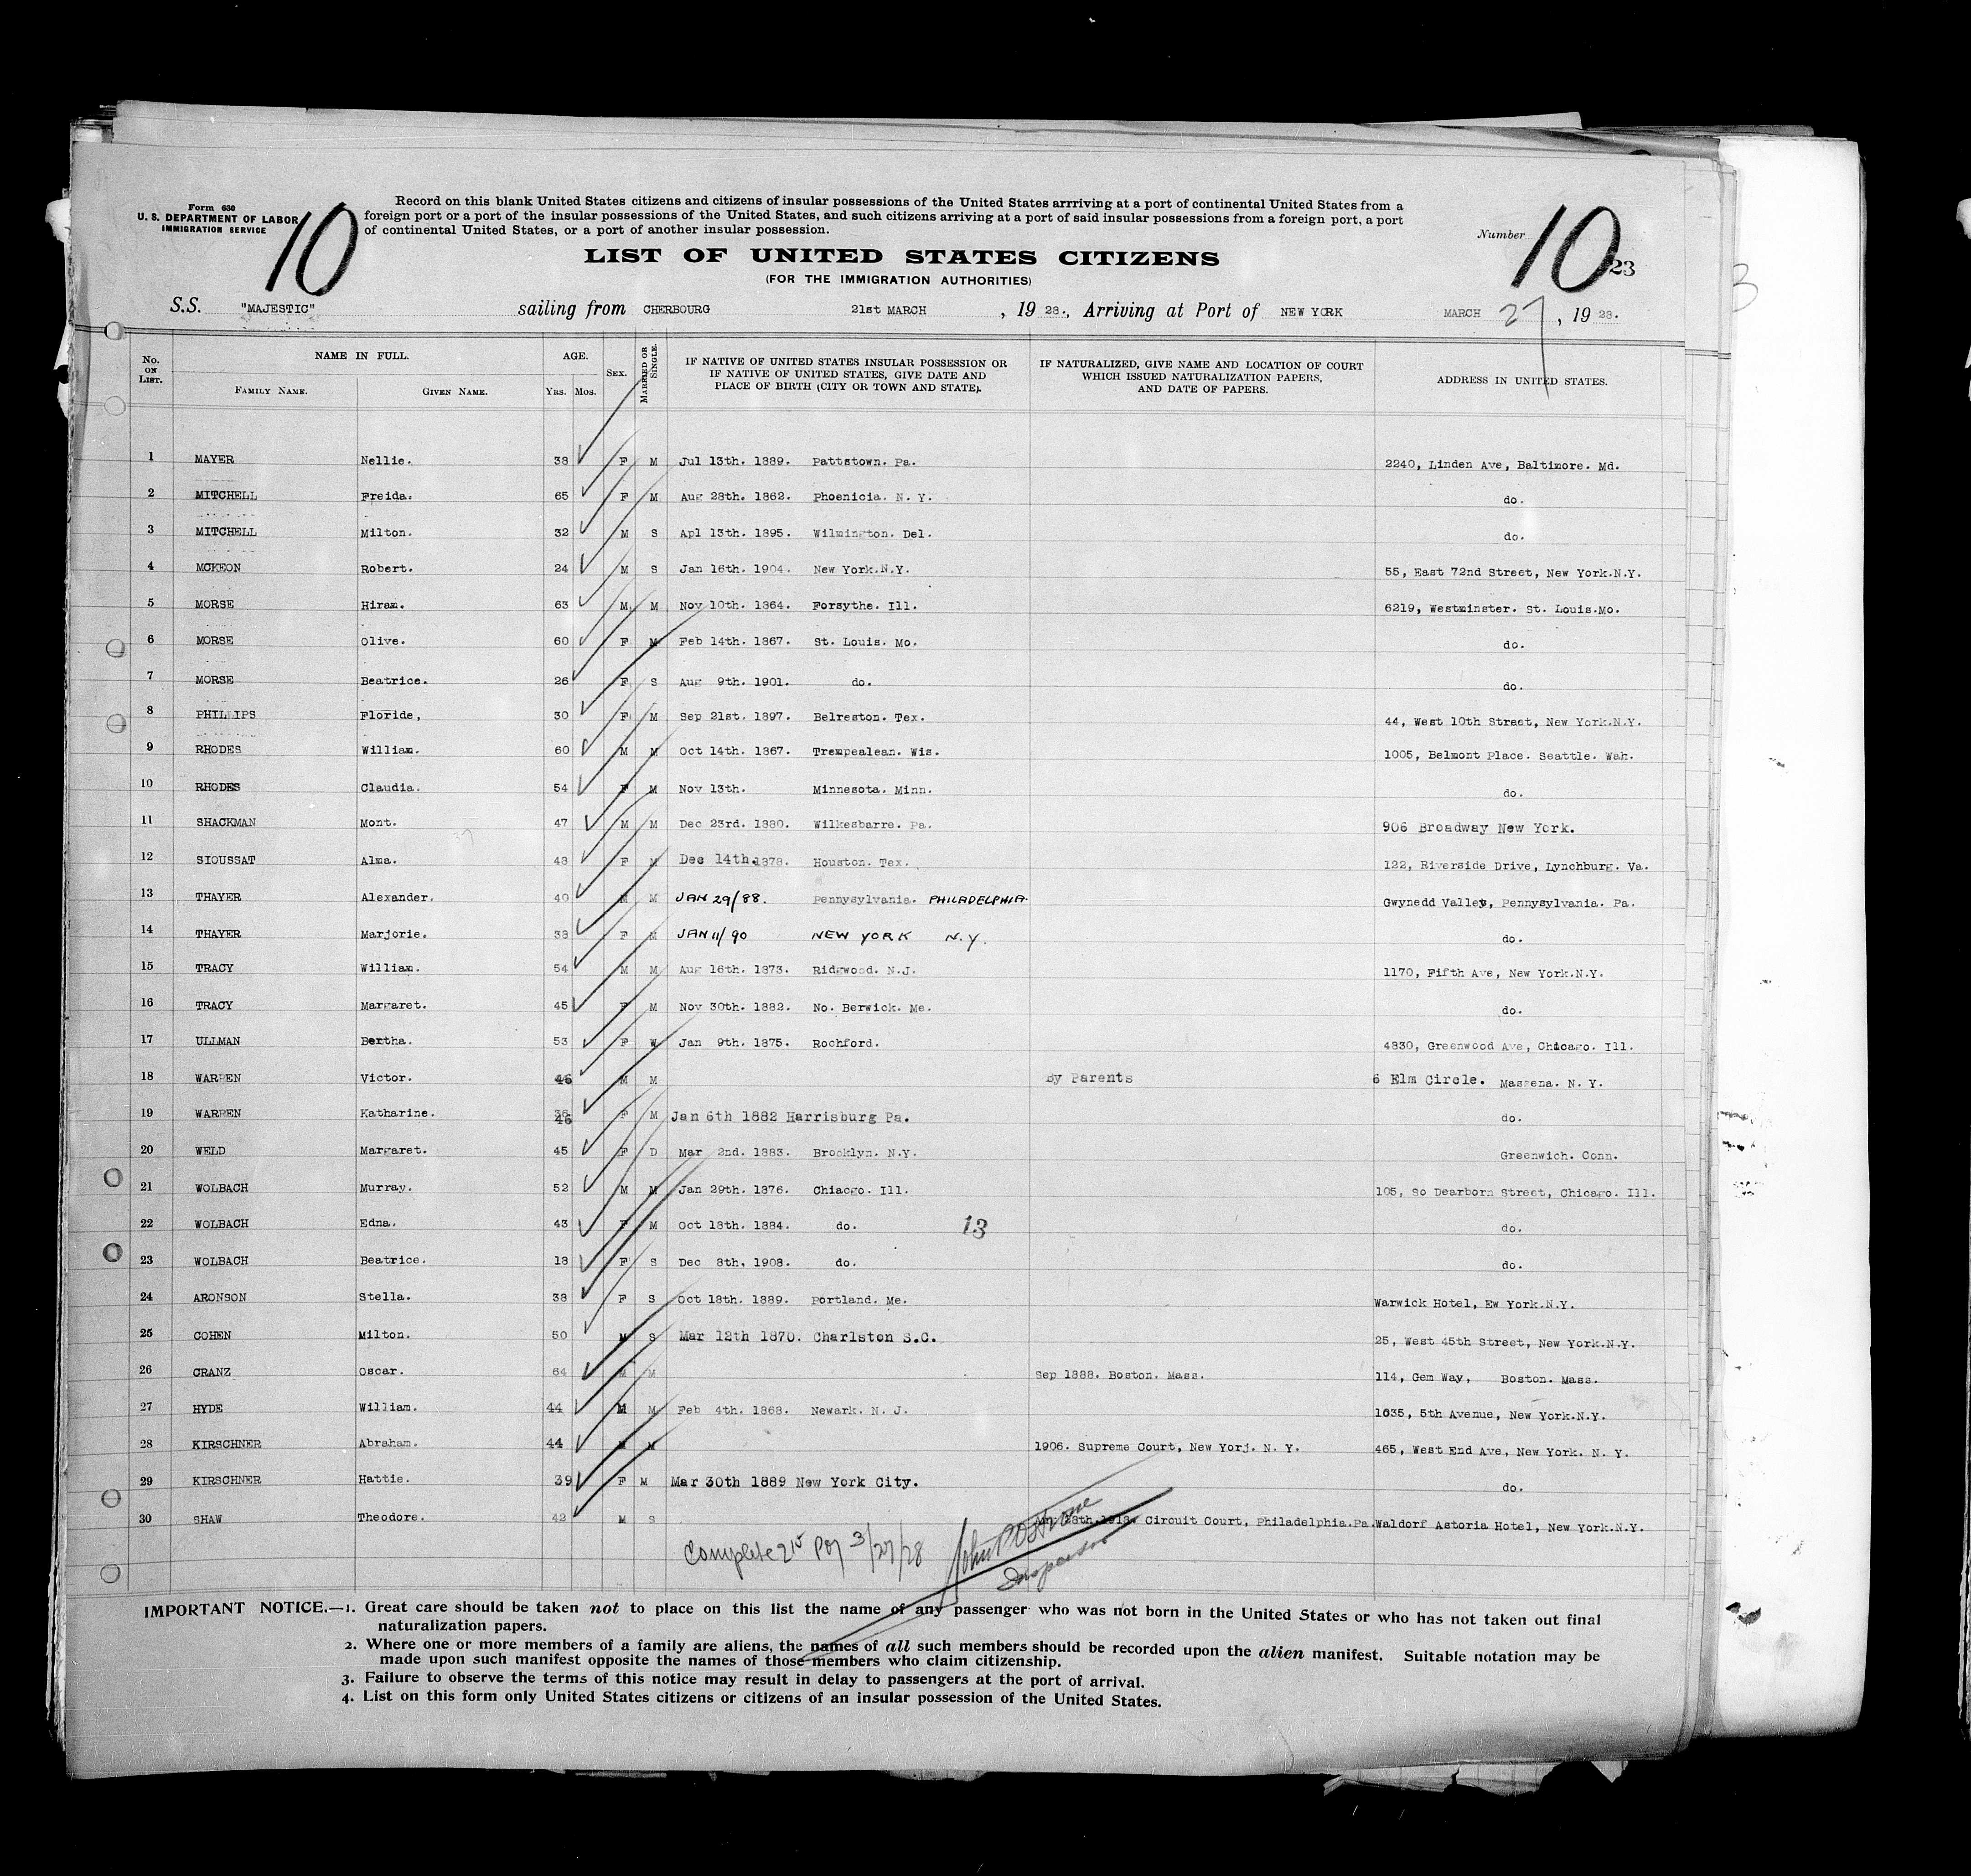 Form 630
U. S. DEPARTMENT OF LABOR
IMMIGRATION SERVICE
10
Record on this blank United States citizens and citizens of insular possessions of the United States arrriving at a port of continental United States from a
foreign port or a port of the insular possessions of the United States, and such citizens arriving at a port of said insular possessions from a foreign port, a port
of continental United States, or a port of another insular possession.
Number 10 23
LIST OF UNITED STATES CITIZENS
(FOR THE IMMIGRATION AUTHORITIES)
S.S. "MAJESTIC" sailing from CHERBOURG 21st MARCH , 19 28., Arriving at Port of NEW YORK MARCH 27 , 19 28.
No. ON LIST. NAME IN FULL. FAMILY NAME. GIVEN NAME. AGE. Yrs. Mos. SEX. MARRIED OR SINGLE. IF NATIVE OF UNITED STATES INSULAR POSSESSION OR IF NATIVE OF UNITED STATES, GIVE DATE AND PLACE OF BIRTH (CITY OR TOWN AND STATE). IF NATURALIZED, GIVE NAME AND LOCATION OF COURT WHICH ISSUED NATURALIZATION PAPERS, AND DATE OF PAPERS. ADDRESS IN UNITED STATES.
1 MAYER Nellie. 38 F M Jul 13th. 1889. Pattstown. Pa. 2240, Linden Ave, Baltimore. Md.
2 MITCHELL Freida. 65 F M Aug 28th. 1862. Phoenicia. N. Y. do.
3 MITCHELL Milton. 32 M S Apl 13th. 1895. Wilmington. Del. do.
4 MCKEON Robert. 24 M S Jan 16th. 1904. New York.N.Y. 55, East 72nd Street, New York.N.Y.
5 MORSE Hiram. 63 M M Nov 10th. 1864. Forsythe. Ill. 6219, Westminster. St. Louis.Mo.
6 MORSE Olive. 60 F M Feb 14th. 1867. St. Louis. Mo. do.
7 MORSE Beatrice. 26 F S Aug 9th. 1901. do. do.
8 PHILLIPS Floride, 30 F M Sep 21st. 1897. Belreston. Tex. 44, West 10th Street, New York.N.Y.
9 RHODES William. 60 M M Oct 14th. 1867. Trempealean. Wis. 1005, Belmont Place. Seattle. Wah.
10 RHODES Claudia. 54 F M Nov 13th. Minnesota. Minn. do.
11 SHACKMAN Mont. 47 M M Dec 23rd. 1880. Wilkesbarre. Pa. 906 Broadway New York.
12 SIOUSSAT Alma. 48 F M Dec 14th.1878. Houston. Tex. 122, Riverside Drive, Lynchburg. Va.
13 THAYER Alexander. 40 M M JAN 29/88. Pennysylvania. PHILADELPHIA. Gwynedd Valley, Pennysylvania. Pa.
14 THAYER Marjorie. 38 F M JAN 11/90 NEW YORK N.Y. do.
15 TRACY William. 54 M M Aug 16th. 1873. Ridgwood. N.J. 1170, Fifth Ave, New York.N.Y.
16 TRACY Margaret. 45 F M Nov 30th. 1882. No. Berwick. Me. do.
17 ULLMAN Bertha. 53 F W Jan 9th. 1875. Rochford. 4830, Greenwood Ave, Chicago. Ill.
18 WARREN Victor. 46 M M By Parents 6 Elm Circle. Massena. N. Y.
19 WARREN Katharine. 46 F M Jan 6th 1882 Harrisburg Pa. do.
20 WELD Margaret. 45 F D Mar 2nd. 1883. Brooklyn. N.Y. Greenwich. Conn.
21 WOLBACH Murray. 52 M M Jan 29th. 1876. Chiacgo. Ill. 105, So Dearborn Street, Chicago. Ill.
22 WOLBACH Edna. 43 F M Oct 18th. 1884. do. 13 do.
23 WOLBACH Beatrice. 18 F S Dec 8th, 1908. do. do.
24 ARONSON Stella. 38 F S Oct 18th. 1889. Portland. Me. Warwick Hotel, Ew York.N.Y.
25 COHEN Milton. 50 M S Mar 12th 1870. Charlston S.C. 25, West 45th Street, New York.N.Y.
26 CRANZ Oscar. 64 M M Sep 1888. Boston. Mass. 114, Gem Way, Boston. Mass.
27 HYDE William. 44 M M Feb 4th. 1868. Newark. N. J. 1035, 5th Avenue, New York.N.Y.
28 KIRSCHNER Abraham. 44 M M 1906. Supreme Court, New Yorj. N. Y. 465, West End Ave, New York. N. Y.
29 KIRSCHNER Hattie. 39 F M Mar 30th 1889 New York City. do.
30 SHAW Theodore. 42 M S 28th.1918. Circuit Court, Philadelphia.Pa. Waldorf Astoria Hotel, New York.N.Y.
Complete 3/27/28 John Inspector
IMPORTANT NOTICE.—1. Great care should be taken not to place on this list the name of any passenger who was not born in the United States or who has not taken out final
naturalization papers.
2. Where one or more members of a family are aliens, the names of all such members should be recorded upon the alien manifest. Suitable notation may be
made upon such manifest opposite the names of those members who claim citizenship.
3. Failure to observe the terms of this notice may result in delay to passengers at the port of arrival.
4. List on this form only United States citizens or citizens of an insular possession of the United States.